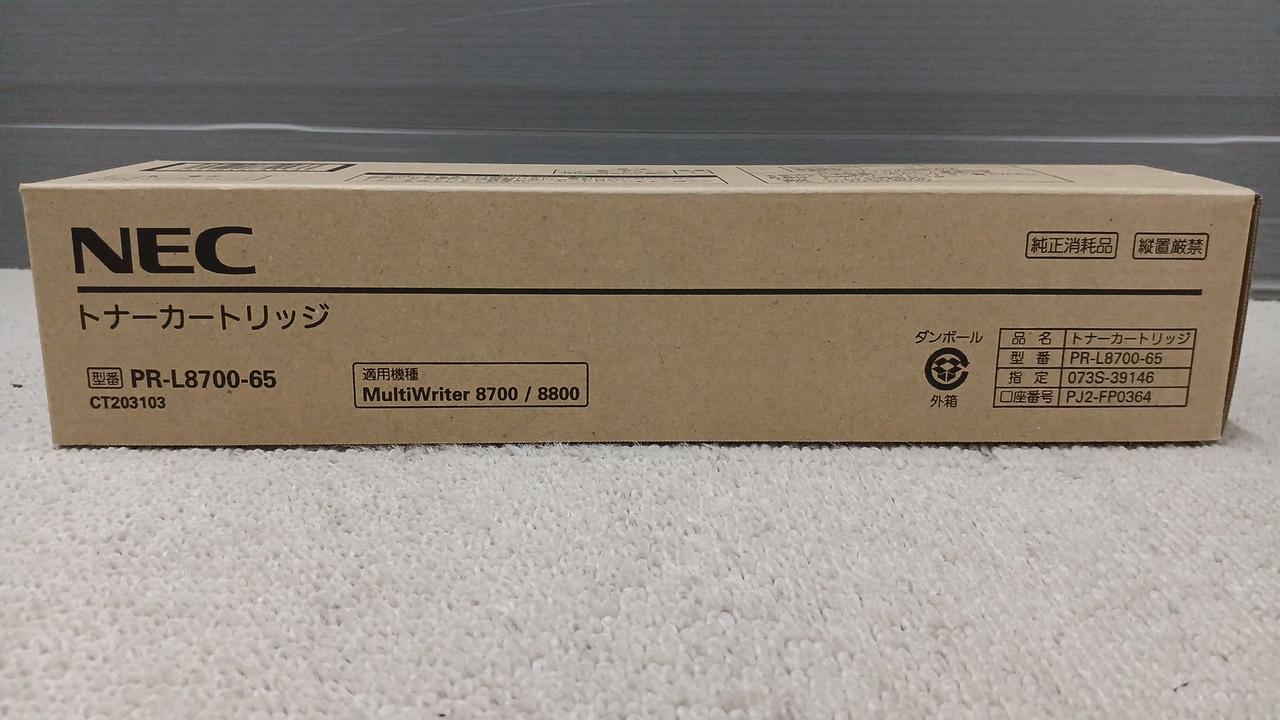 NEC
純正消耗品 縦置厳禁
トナーカートリッジ
型番 PR-L8700-65
CT203103
適用機種
MultiWriter 8700 / 8800
ダンボール
外箱
品 名 トナーカートリッジ
型 番 PR-L8700-65
指 定 073S-39146
口座番号 PJ2-FP0364